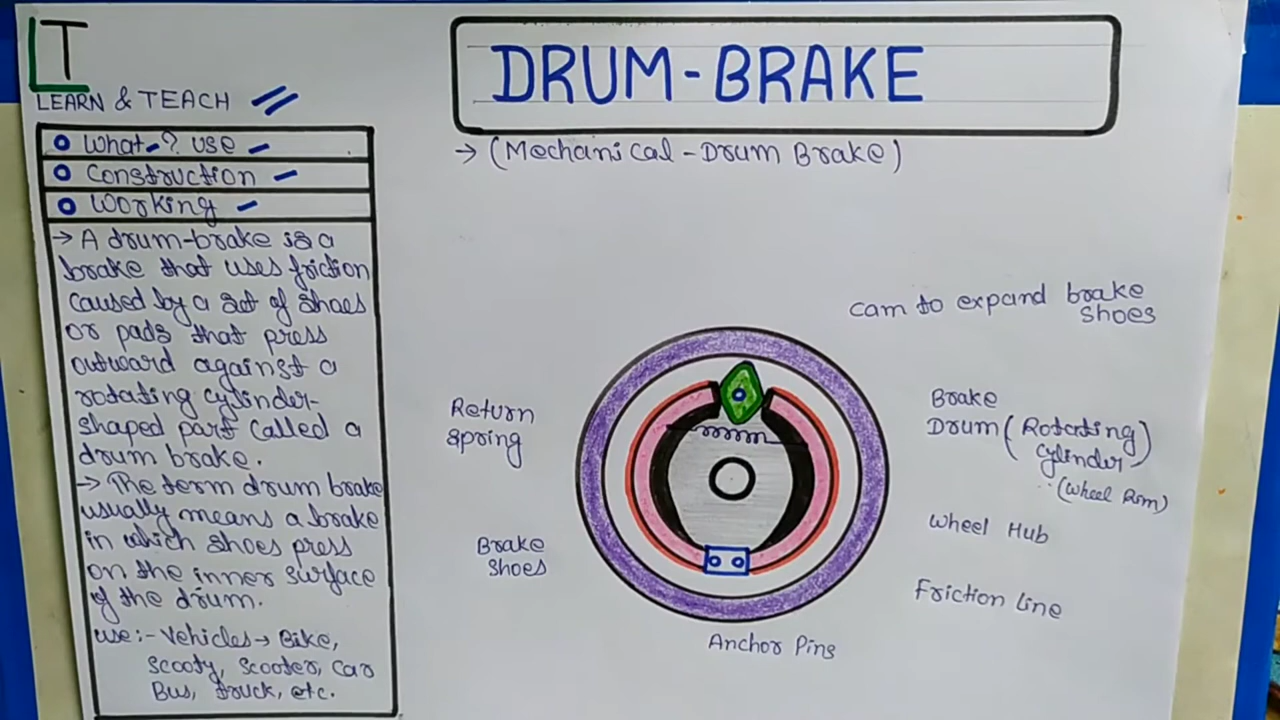 LT
LEARN & TEACH
DRUM-BRAKE
→ (Mechanical-Drum Brake)
What-? use -
Construction -
Working -
→ A drum-brake is a
brake that uses friction
caused by a set of shoes
or pads that press
outward against a
rotating cylinder-
shaped part called a
drum brake.
→ The term drum brake
usually means a brake
in which shoes press
on the inner surface
of the drum.
use:- Vehicles → Bike,
Scooty, Scooter, Car
Bus, truck, etc.
cam to expand brake
shoes
Return
spring
Brake
Drum (Rotating)
Cylinder
(Wheel Rim)
Wheel Hub
Brake
Shoes
Friction Line
Anchor Pins